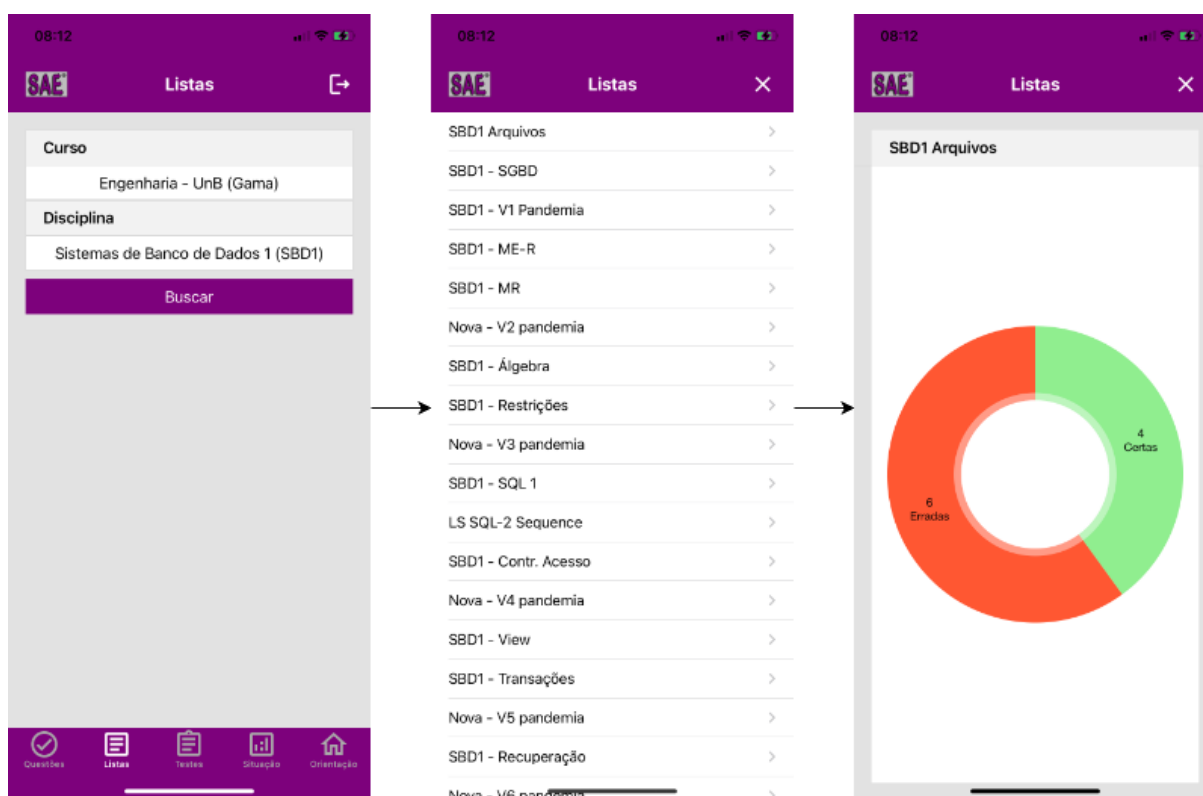 08:12
SAE
Listas
Curso
Engenharia - UnB (Gama)
Disciplina
Sistemas de Banco de Dados 1 (SBD1)
Buscar
Questões
Listas
Testes
Situação
Orientação
08:12
SAE
Listas
SBD1 Arquivos
SBD1 - SGBD
SBD1 - V1 Pandemia
SBD1 - ME-R
SBD1 - MR
Nova - V2 pandemia
SBD1 - Álgebra
SBD1 - Restrições
Nova - V3 pandemia
SBD1 - SQL 1
LS SQL-2 Sequence
SBD1 - Contr. Acesso
Nova - V4 pandemia
SBD1 - View
SBD1 - Transações
Nova - V5 pandemia
SBD1 - Recuperação
Nova - V6 pandemia
08:12
SAE
Listas
SBD1 Arquivos
4
Certas
6
Erradas